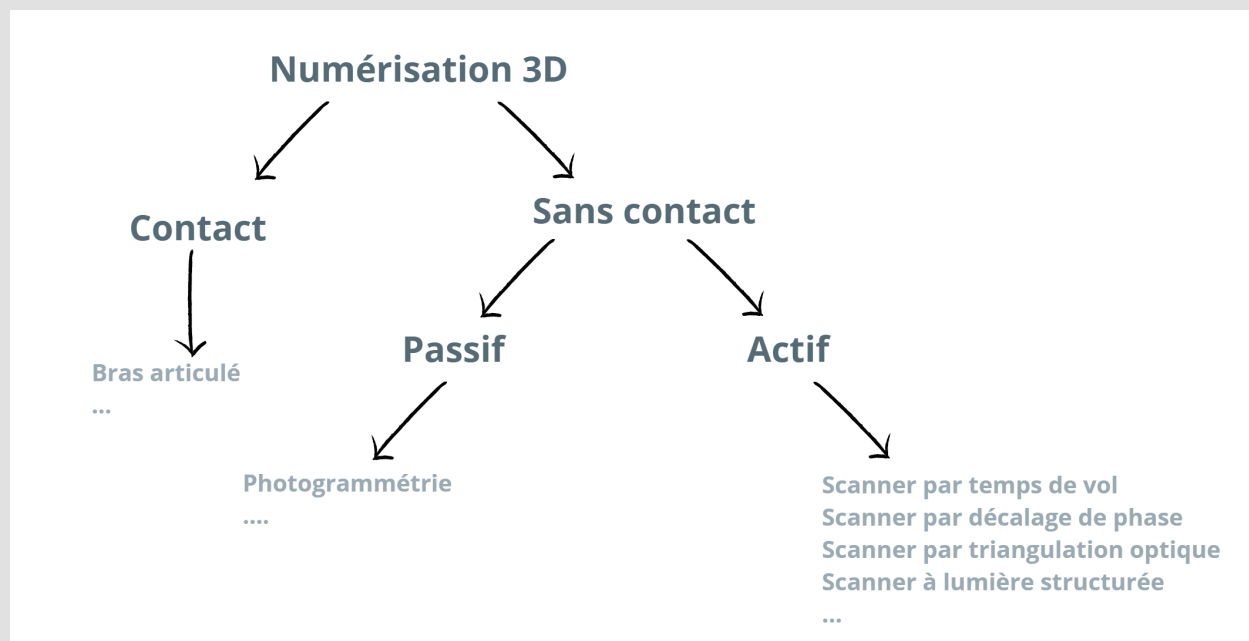 Numérisation 3D
Contact
Sans contact
Passif
Actif
Bras articulé
...
Photogrammétrie
....
Scanner par temps de vol
Scanner par décalage de phase
Scanner par triangulation optique
Scanner à lumière structurée
...